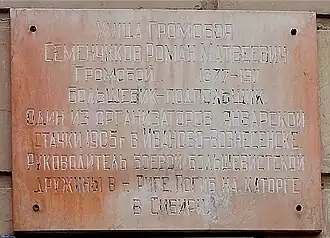 УЛИЦА ГРОМОБОЯ
СЕМЕНЧИКОВ РОМАН МАТВЕЕВИЧ
ГРОМОБОЙ 1877-1911
БОЛЬШЕВИК-ПОДПОЛЬЩИК
ОДИН ИЗ ОРГАНИЗАТОРОВ
СТАЧКИ 1905 Г В ИВАНОВО-ВОЗНЕСЕНСКЕ
РУКОВОДИТЕЛЬ БОЕВОЙ БОЛЬШЕВИСТСКОЙ
ДРУЖИНЫ В РИГЕ. ПОГИБ НА КАТОРГЕ
В СИБИРИ